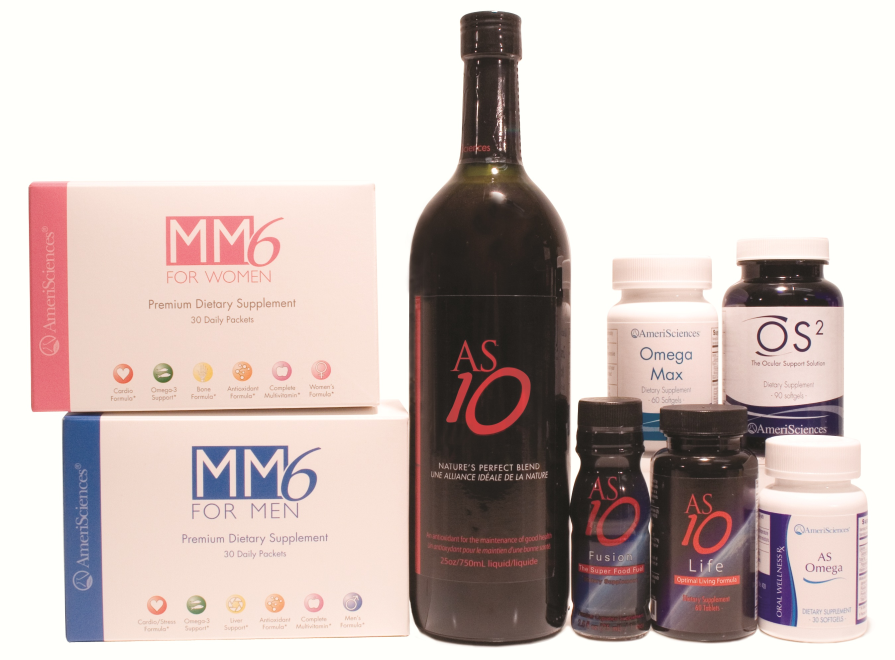 AmeriSciences®
MM6
FOR WOMEN
Premium Dietary Supplement
30 Daily Packets
Cardio
Formula*
Omega-3
Support*
Bone
Formula*
Antioxidant
Formula*
Complete
Multivitamin*
Women's
Formula*
AmeriSciences®
MM6
FOR MEN
Premium Dietary Supplement
30 Daily Packets
Cardio/Stress
Formula*
Omega-3
Support*
Liver
Support*
Antioxidant
Formula*
Complete
Multivitamin*
Men's
Formula*
AS
10
NATURE'S PERFECT BLEND
UNE ALLIANCE IDÉALE DE LA NATURE
An antioxidant for the maintenance of good health
Un antioxydant pour le maintien d'une bonne santé
25oz/750mL liquid/liquide
AmeriSciences
Omega
Max
Dietary Supplement
- 60 Softgels -
OS²
The Ocular Support Solution
Dietary Supplement
- 90 softgels -
AmeriSciences
AS
10
Fusion
The Super Food Fuel
AS
10
Life
Optimal Living Formula
Dietary Supplement
60 Tablets
ORAL WELLNESS Rx
AmeriSciences
AS
Omega
DIETARY SUPPLEMENT
- 30 SOFTGELS -